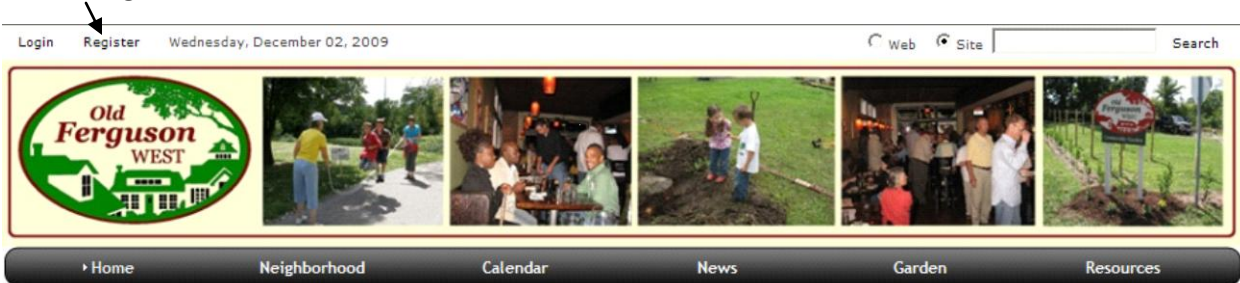 Login Register Wednesday, December 02, 2009 Web Site Search
Old
Ferguson
WEST
Home Neighborhood Calendar News Garden Resources